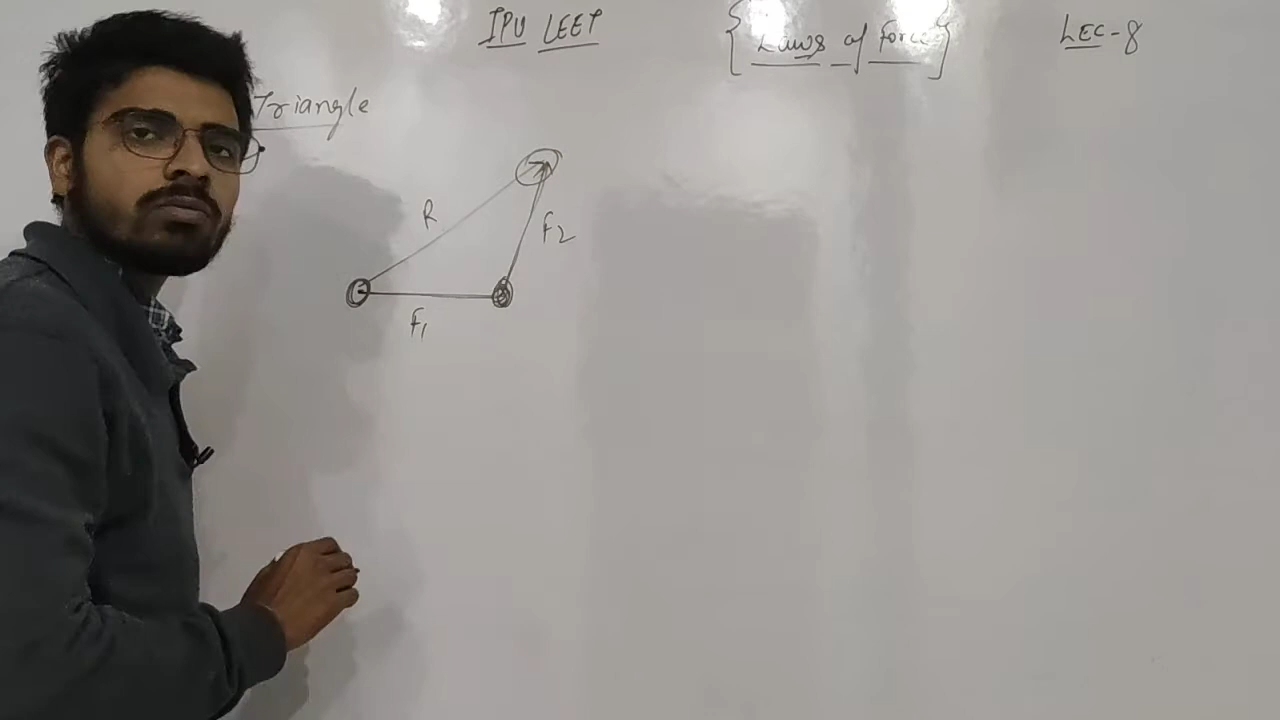 IPU LEET
{Laws of force}
LEC-8
Triangle
R
F2
F1